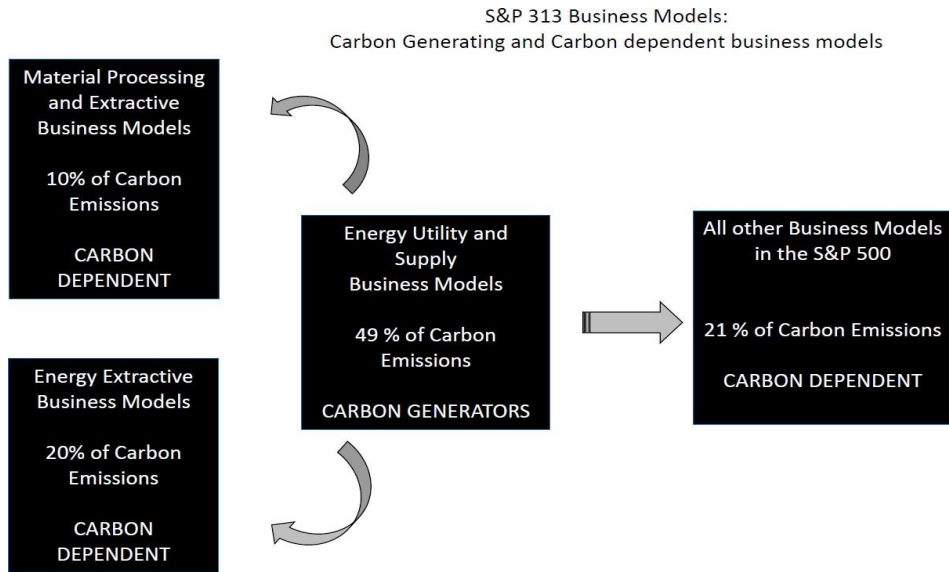 S&P 313 Business Models:
Carbon Generating and Carbon dependent business models
Material Processing
and Extractive
Business Models
10% of Carbon
Emissions
CARBON
DEPENDENT
Energy Extractive
Business Models
20% of Carbon
Emissions
CARBON
DEPENDENT
Energy Utility and
Supply
Business Models
49 % of Carbon
Emissions
CARBON GENERATORS
All other Business Models
in the S&P 500
21 % of Carbon Emissions
CARBON DEPENDENT